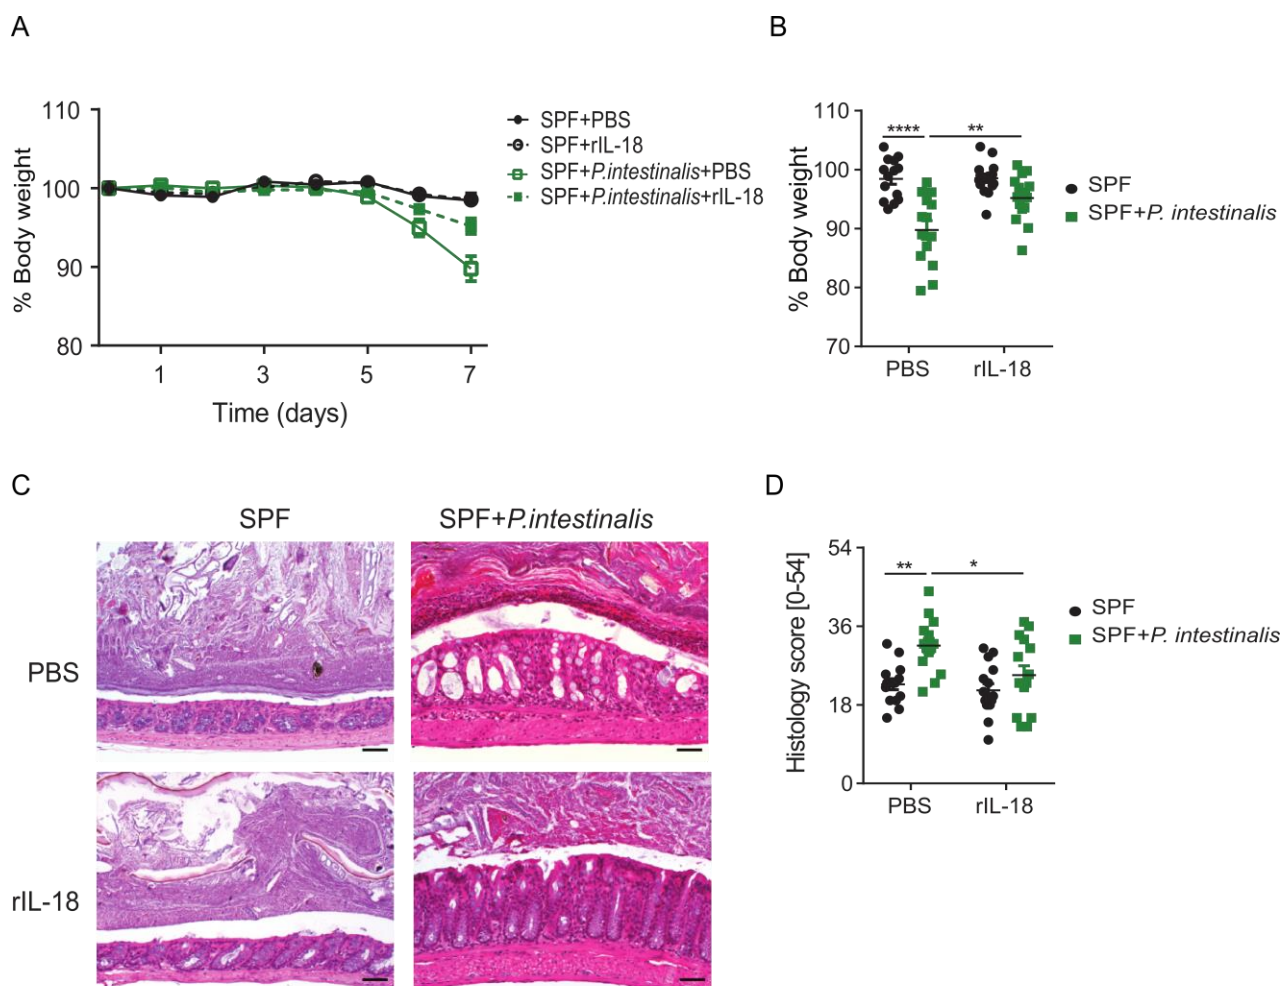 A
110
100
90
80
% Body weight
1 3 5 7
Time (days)
SPF+PBS
SPF+rIL-18
SPF+P.intestinalis+PBS
SPF+P.intestinalis+rIL-18
B
110
100
90
80
70
% Body weight
**** **
PBS rIL-18
SPF
SPF+P. intestinalis
C
SPF SPF+P.intestinalis
PBS
rIL-18
D
54
36
18
0
Histology score [0-54]
** *
PBS rIL-18
SPF
SPF+P. intestinalis